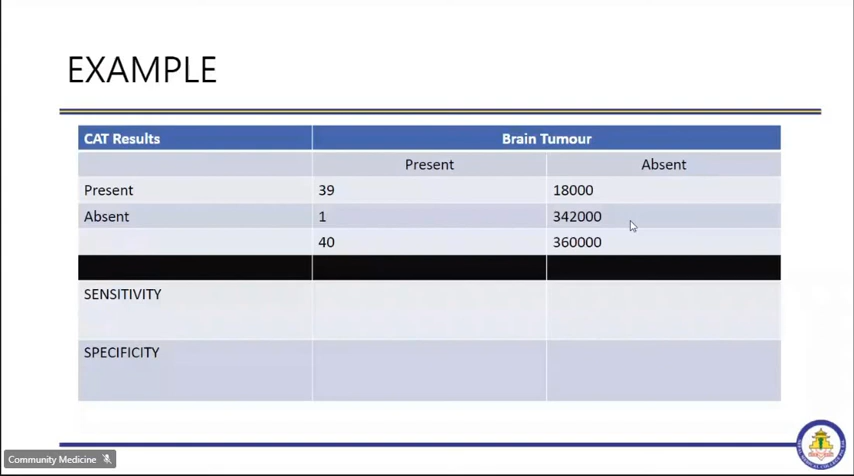 EXAMPLE
CAT Results Brain Tumour
Present Absent
Present 39 18000
Absent 1 342000
40 360000
SENSITIVITY
SPECIFICITY
Community Medicine